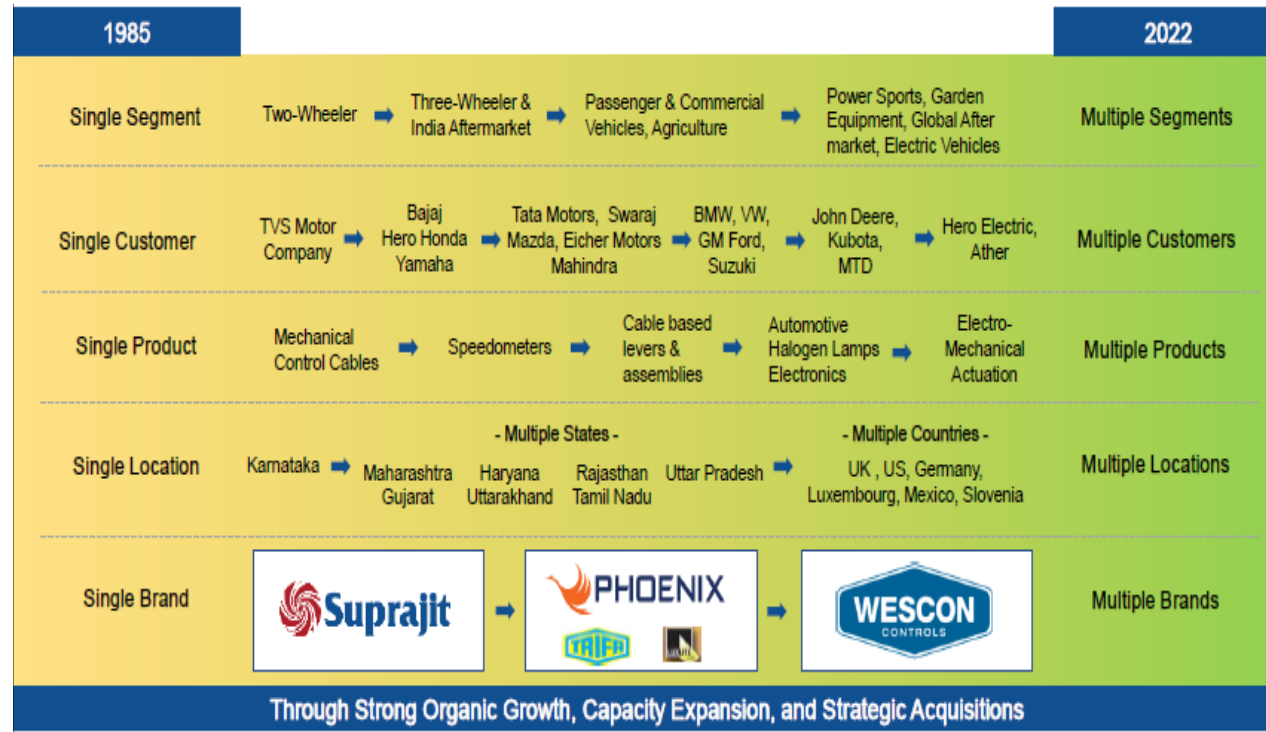 1985
2022
Single Segment
Two-Wheeler
Three-Wheeler &
India Aftermarket
Passenger & Commercial
Vehicles, Agriculture
Power Sports, Garden
Equipment, Global After
market, Electric Vehicles
Multiple Segments
Single Customer
TVS Motor
Company
Bajaj
Hero Honda
Yamaha
Tata Motors, Swaraj
Mazda, Eicher Motors
Mahindra
BMW, VW,
GM Ford,
Suzuki
John Deere,
Kubota,
MTD
Hero Electric,
Ather
Multiple Customers
Single Product
Mechanical
Control Cables
Speedometers
Cable based
levers &
assemblies
Automotive
Halogen Lamps
Electronics
Electro-
Mechanical
Actuation
Multiple Products
Single Location
Karnataka
- Multiple States -
Maharashtra
Gujarat
Haryana
Uttarakhand
Rajasthan
Tamil Nadu
Uttar Pradesh
- Multiple Countries -
UK , US, Germany,
Luxembourg, Mexico, Slovenia
Multiple Locations
Single Brand
Suprajit
PHOENIX
TRIFA
WESCON
CONTROLS
Multiple Brands
Through Strong Organic Growth, Capacity Expansion, and Strategic Acquisitions